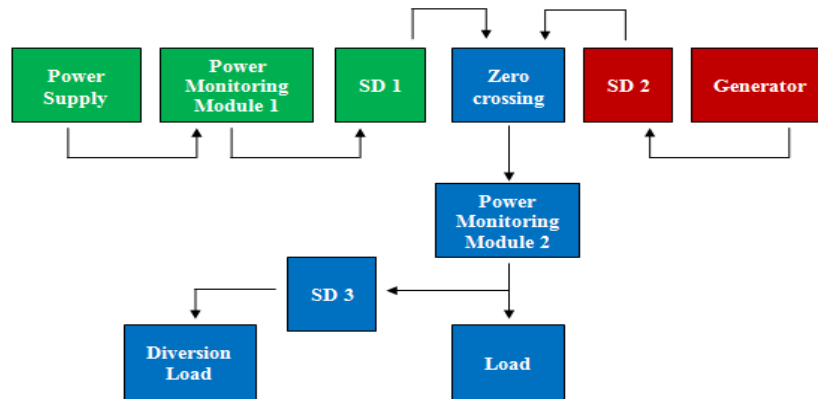 Power
Supply
Power
Monitoring
Module 1
SD 1
Zero
crossing
SD 2
Generator
Power
Monitoring
Module 2
SD 3
Diversion
Load
Load